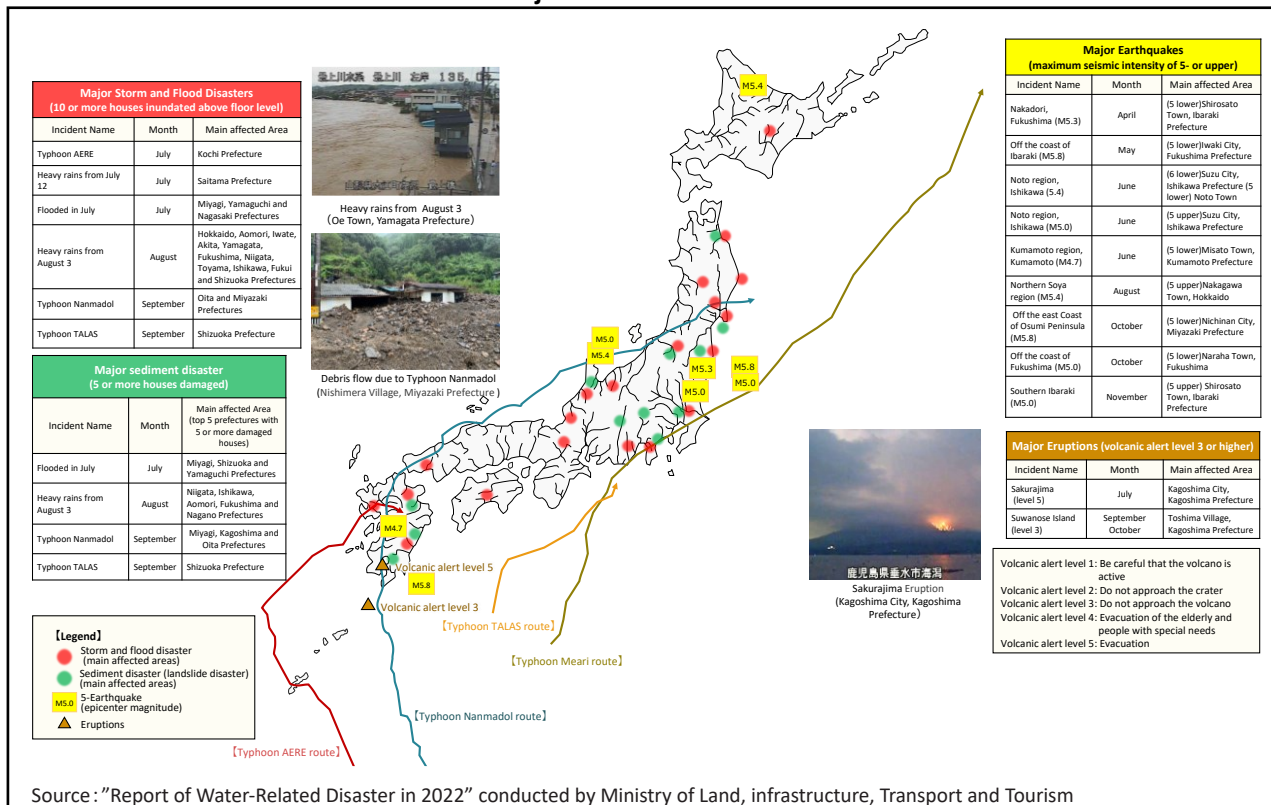 Major Storm and Flood Disasters
(10 or more houses inundated above floor level)
Incident Name Month Main affected Area
Typhoon AERE July Kochi Prefecture
Heavy rains from July
12 July Saitama Prefecture
Flooded in July July Miyagi, Yamaguchi and
Nagasaki Prefectures
Heavy rains from
August 3 August Hokkaido, Aomori, Iwate,
Akita, Yamagata,
Fukushima, Niigata,
Toyama, Ishikawa, Fukui
and Shizuoka Prefectures
Typhoon Nanmadol September Oita and Miyazaki
Prefectures
Typhoon TALAS September Shizuoka Prefecture
Major sediment disaster
(5 or more houses damaged)
Incident Name Month Main affected Area
(top 5 prefectures with
5 or more damaged
houses)
Flooded in July July Miyagi, Shizuoka and
Yamaguchi Prefectures
Heavy rains from
August 3 August Niigata, Ishikawa,
Aomori, Fukushima and
Nagano Prefectures
Typhoon Nanmadol September Miyagi, Kagoshima and
Oita Prefectures
Typhoon TALAS September Shizuoka Prefecture
【Legend】
Storm and flood disaster
(main affected areas)
Sediment disaster (landslide disaster)
(main affected areas)
M5.0 5-Earthquake
(epicenter magnitude)
Eruptions
最上川水系 最上川 左岸
Heavy rains from August 3
(Oe Town, Yamagata Prefecture)
Debris flow due to Typhoon Nanmadol
(Nishimera Village, Miyazaki Prefecture)
M5.4
M5.0
M5.4
M5.3
M5.8
M5.0
M5.0
M4.7
M5.8
Volcanic alert level 5
Volcanic alert level 3
【Typhoon TALAS route】
【Typhoon Meari route】
【Typhoon Nanmadol route】
【Typhoon AERE route】
鹿児島県垂水市海潟
Sakurajima Eruption
(Kagoshima City, Kagoshima
Prefecture)
Major Earthquakes
(maximum seismic intensity of 5- or upper)
Incident Name Month Main affected Area
Nakadori,
Fukushima (M5.3) April (5 lower)Shirosato
Town, Ibaraki
Prefecture
Off the coast of
Ibaraki (M5.8) May (5 lower)Iwaki City,
Fukushima Prefecture
Noto region,
Ishikawa (5.4) June (6 lower)Suzu City,
Ishikawa Prefecture (5
lower) Noto Town
Noto region,
Ishikawa (M5.0) June (5 upper)Suzu City,
Ishikawa Prefecture
Kumamoto region,
Kumamoto (M4.7) June (5 lower)Misato Town,
Kumamoto Prefecture
Northern Soya
region (M5.4) August (5 upper)Nakagawa
Town, Hokkaido
Off the east Coast
of Osumi Peninsula
(M5.8) October (5 lower)Nichinan City,
Miyazaki Prefecture
Off the coast of
Fukushima (M5.0) October (5 lower)Naraha Town,
Fukushima
Southern Ibaraki
(M5.0) November (5 upper) Shirosato
Town, Ibaraki
Prefecture
Major Eruptions (volcanic alert level 3 or higher)
Incident Name Month Main affected Area
Sakurajima
(level 5) July Kagoshima City,
Kagoshima Prefecture
Suwanose Island
(level 3) September
October Toshima Village,
Kagoshima Prefecture
Volcanic alert level 1: Be careful that the volcano is
active
Volcanic alert level 2: Do not approach the crater
Volcanic alert level 3: Do not approach the volcano
Volcanic alert level 4: Evacuation of the elderly and
people with special needs
Volcanic alert level 5: Evacuation
Source : ”Report of Water-Related Disaster in 2022” conducted by Ministry of Land, infrastructure, Transport and Tourism